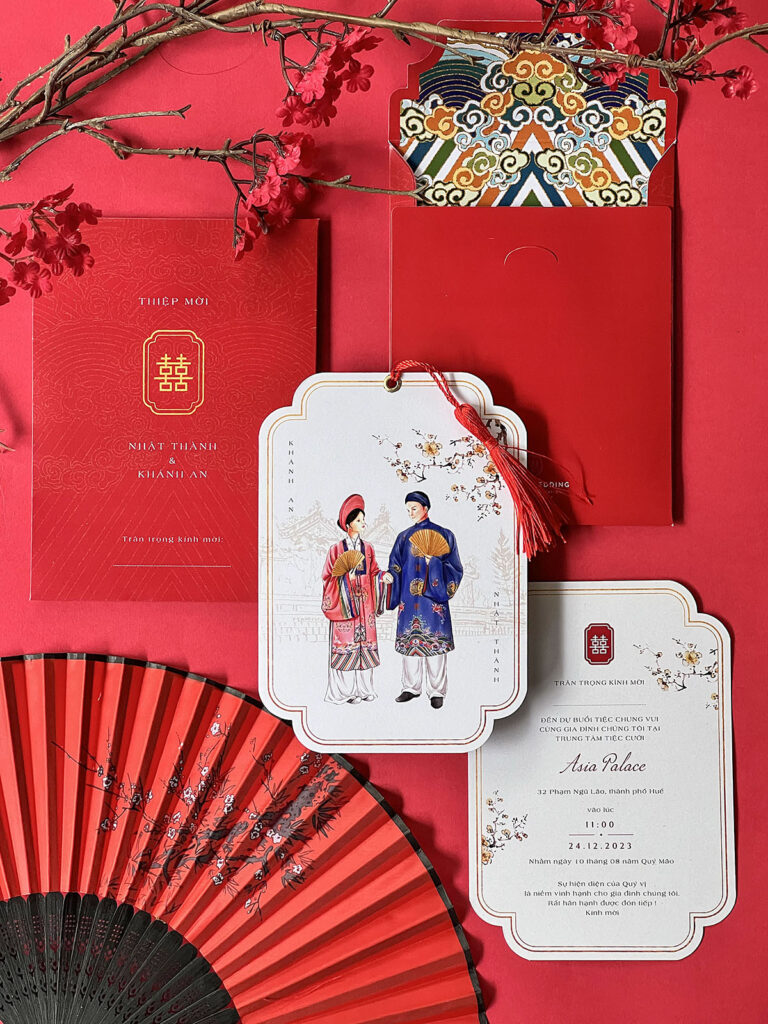 THIỆP MỜI
囍
NHẬT THÀNH
&
KHÁNH AN
Trân trọng kính mời:
KHÁNH AN
NHẬT THÀNH
DDING
囍
TRÂN TRỌNG KÍNH MỜI
ĐẾN DỰ BUỔI TIỆC CHUNG VUI
CÙNG GIA ĐÌNH CHÚNG TÔI TẠI
TRUNG TÂM TIỆC CƯỚI
Asia Palace
32 Phạm Ngũ Lão, thành phố Huế
vào lúc
11:00
24.12.2023
Nhằm ngày 10 tháng 08 năm Quý Mão
Sự hiện diện của Quý vị
là niềm vinh hạnh cho gia đình chúng tôi.
Rất hân hạnh được đón tiếp !
Kính mời